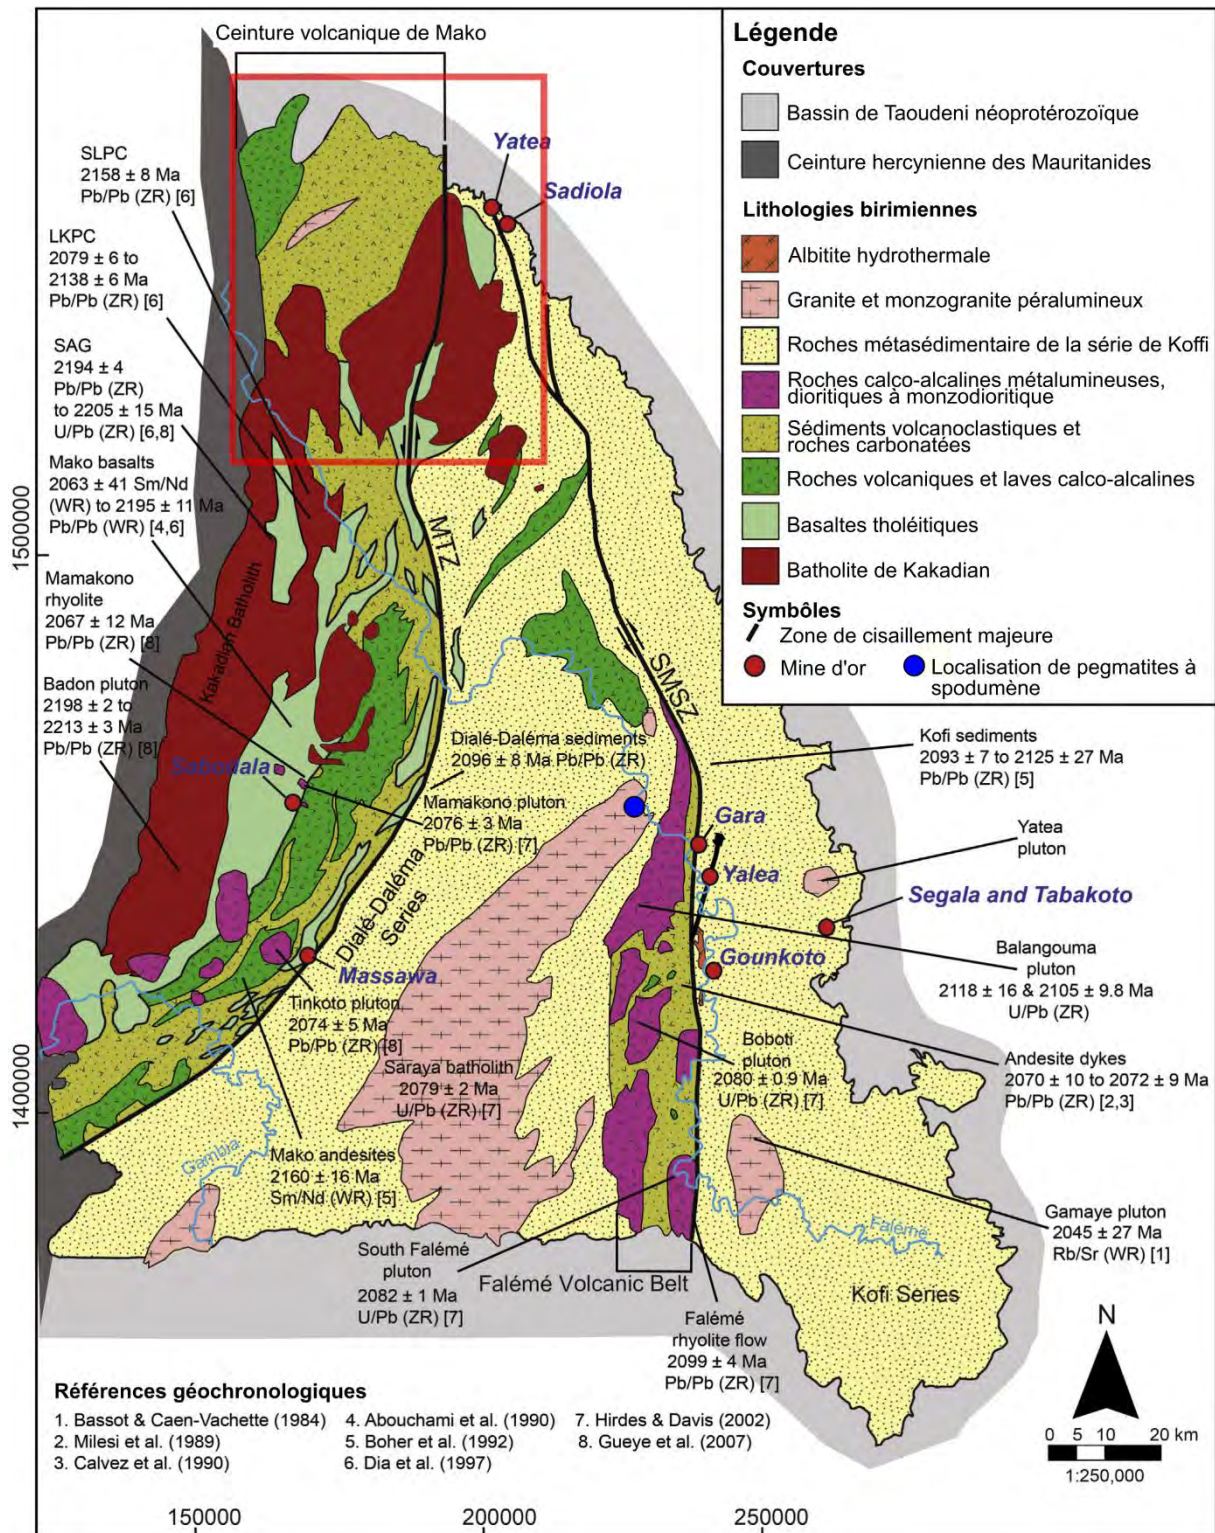 Ceinture volcanique de Mako
Légende
Couvertures
Bassin de Taoudeni néoprotérozoïque
Ceinture hercynienne des Mauritanides
Lithologies birimiennes
Albitite hydrothermale
Granite et monzogranite péralumineux
Roches métasédimentaire de la série de Koffi
Roches calco-alcalines métalumineuses,
dioritiques à monzodioritique
Sédiments volcanoclastiques et
roches carbonatées
Roches volcaniques et laves calco-alcalines
Basaltes tholéitiques
Batholite de Kakadian
Symbôles
Zone de cisaillement majeure
Mine d'or
Localisation de pegmatites à
spodumène
Yatea
Sadiola
SLPC
2158 ± 8 Ma
Pb/Pb (ZR) [6]
LKPC
2079 ± 6 to
2138 ± 6 Ma
Pb/Pb (ZR) [6]
SAG
2194 ± 4
Pb/Pb (ZR)
to 2205 ± 15 Ma
U/Pb (ZR) [6,8]
Mako basalts
2063 ± 41 Sm/Nd
(WR) to 2195 ± 11 Ma
Pb/Pb (WR) [4,6]
Mamakono
rhyolite
2067 ± 12 Ma
Pb/Pb (ZR) [8]
Badon pluton
2198 ± 2 to
2213 ± 3 Ma
Pb/Pb (ZR) [8]
Kakadian Batholith
MTZ
SMSZ
Sabodala
Dialé-Daléma sediments
2096 ± 8 Ma Pb/Pb (ZR)
Mamakono pluton
2076 ± 3 Ma
Pb/Pb (ZR) [7]
Kofi sediments
2093 ± 7 to 2125 ± 27 Ma
Pb/Pb (ZR) [5]
Gara
Yatea
pluton
Yalea
Segala and Tabakoto
Dialé-Daléma
Series
Massawa
Gounkoto
Balangouma
pluton
2118 ± 16 & 2105 ± 9.8 Ma
U/Pb (ZR)
Tinkoto pluton
2074 ± 5 Ma
Pb/Pb (ZR) [8]
Saraya batholith
2079 ± 2 Ma
U/Pb (ZR) [7]
Boboti
pluton
2080 ± 0.9 Ma
U/Pb (ZR) [7]
Andesite dykes
2070 ± 10 to 2072 ± 9 Ma
Pb/Pb (ZR) [2,3]
Gambia
Mako andesites
2160 ± 16 Ma
Sm/Nd (WR) [5]
Falémé
Gamaye pluton
2045 ± 27 Ma
Rb/Sr (WR) [1]
South Falémé
pluton
2082 ± 1 Ma
U/Pb (ZR) [7]
Falémé Volcanic Belt
Kofi Series
Falémé
rhyolite flow
2099 ± 4 Ma
Pb/Pb (ZR) [7]
N
0 5 10 20 km
1:250,000
Références géochronologiques
1. Bassot & Caen-Vachette (1984)
2. Milesi et al. (1989)
3. Calvez et al. (1990)
4. Abouchami et al. (1990)
5. Boher et al. (1992)
6. Dia et al. (1997)
7. Hirdes & Davis (2002)
8. Gueye et al. (2007)
1500000
1400000
150000
200000
250000